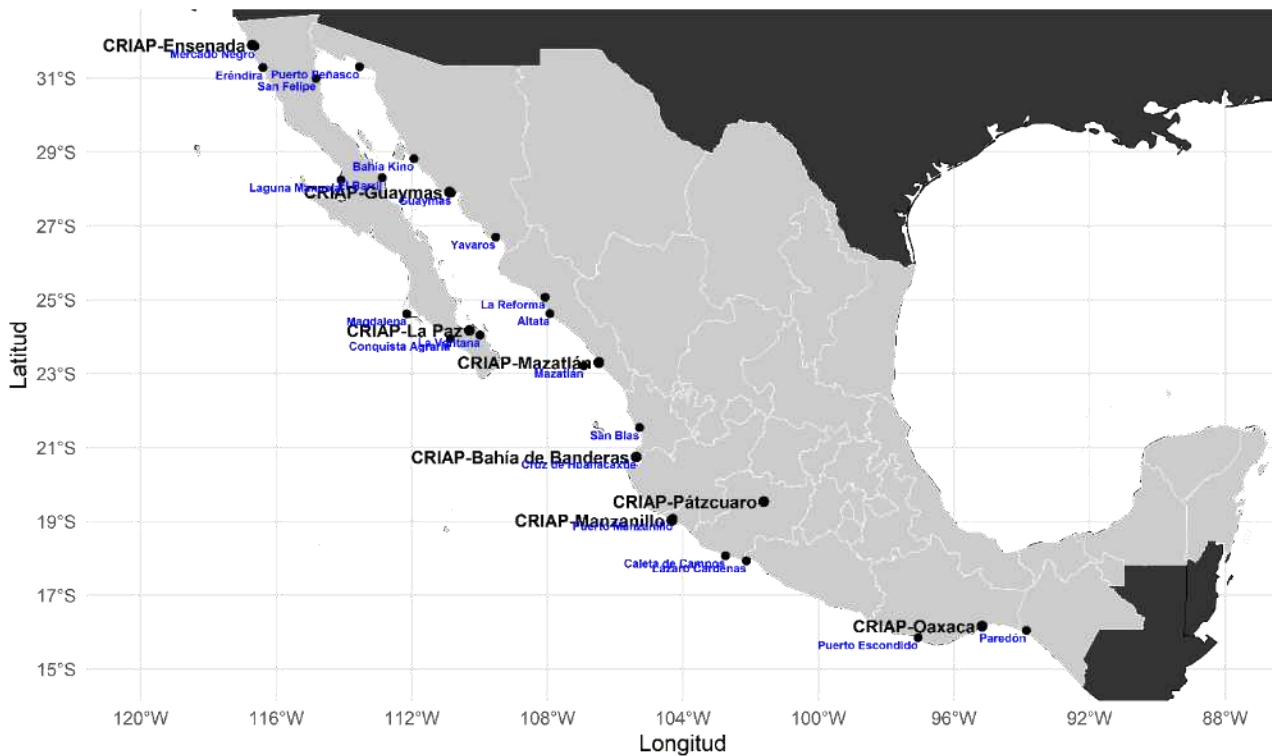 CRIAP-Ensenada
Mercado Negro
Eréndira
Puerto Peñasco
San Felipe
Bahía Kino
El Barril
CRIAP-Guaymas
Guaymas
Yavaros
La Reforma
Altata
Magdalena
CRIAP-La Paz
La Ventana
Conquista Agraria
CRIAP-Mazatlán
Mazatlán
San Blas
CRIAP-Bahía de Banderas
Cruz de Huanacaxtle
CRIAP-Pátzcuaro
CRIAP-Manzanillo
Puerto Manzanillo
Caleta de Campos
Lázaro Cárdenas
CRIAP-Oaxaca
Puerto Escondido
Paredón
31°S
29°S
27°S
25°S
23°S
21°S
19°S
17°S
15°S
Latitud
120°W
116°W
112°W
108°W
104°W
100°W
96°W
92°W
88°W
Longitud